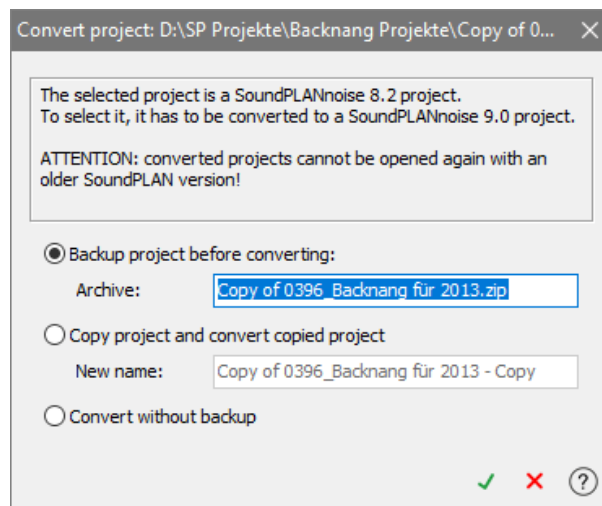 Convert project: D:\SP Projekte\Backnang Projekte\Copy of 0...
The selected project is a SoundPLANnoise 8.2 project.
To select it, it has to be converted to a SoundPLANnoise 9.0 project.
ATTENTION: converted projects cannot be opened again with an
older SoundPLAN version!
Backup project before converting:
Archive: Copy of 0396_Backnang für 2013.zip
Copy project and convert copied project
New name: Copy of 0396_Backnang für 2013 - Copy
Convert without backup
?